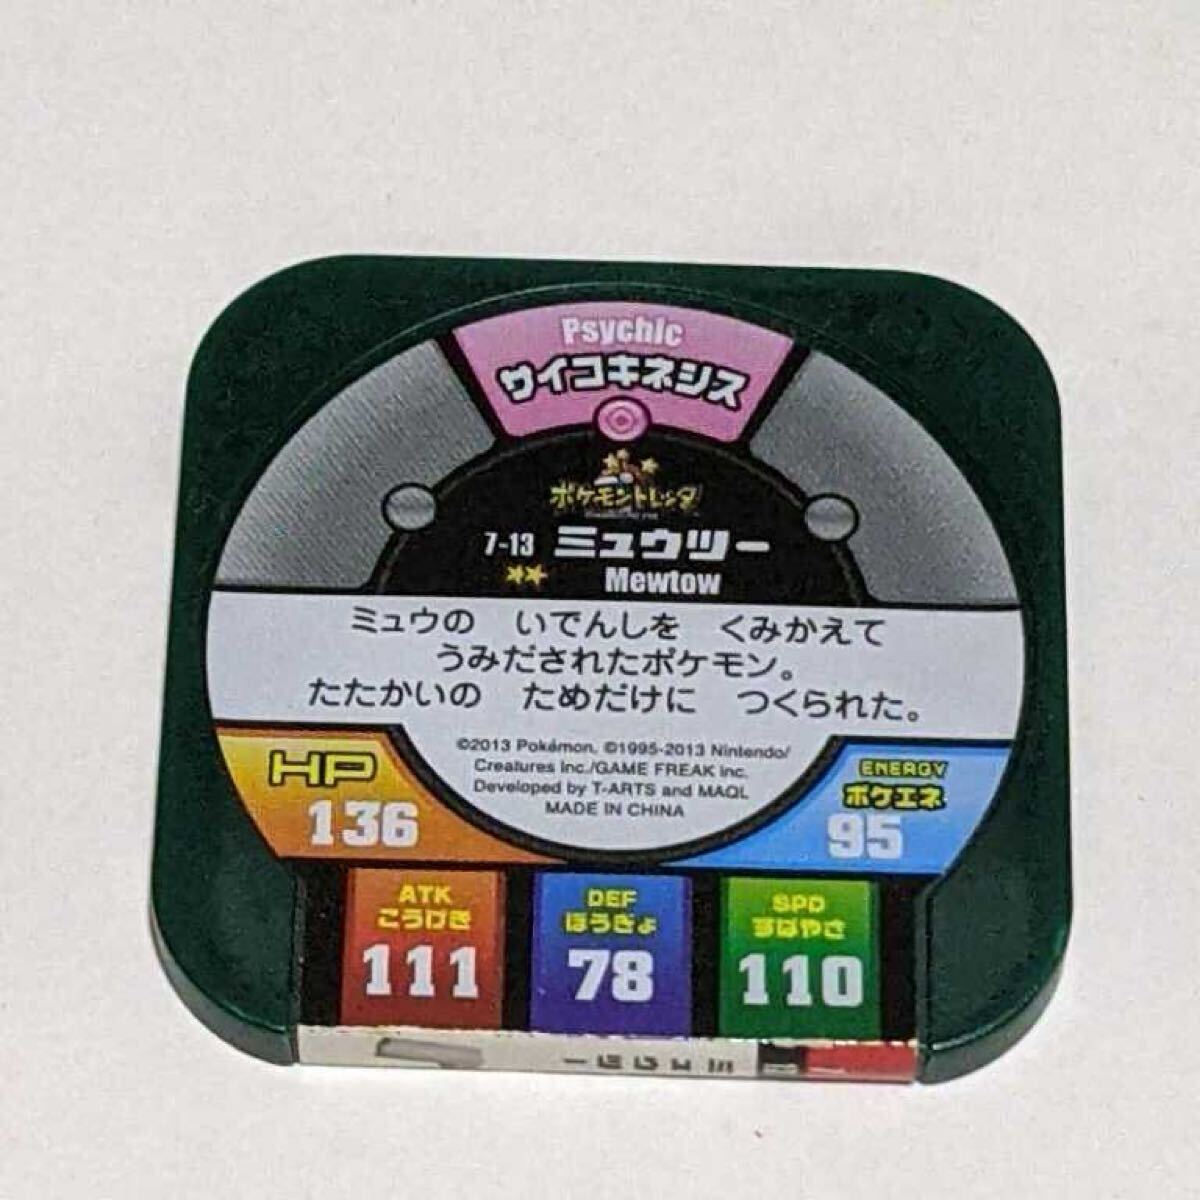 Psychic
サイコキネシス
ポケモントレッタ
7-13 ミュウツー
★★ Mewtow
ミュウの いでんしを くみかえて
うみだされたポケモン。
たたかいの ためだけに つくられた。
©2013 Pokémon. ©1995-2013 Nintendo/
Creatures Inc./GAME FREAK inc.
Developed by T-ARTS and MAQL
MADE IN CHINA
HP
136
ENERGY
ポケエネ
95
ATK
こうげき
111
DEF
ぼうぎょ
78
SPD
すばやさ
110